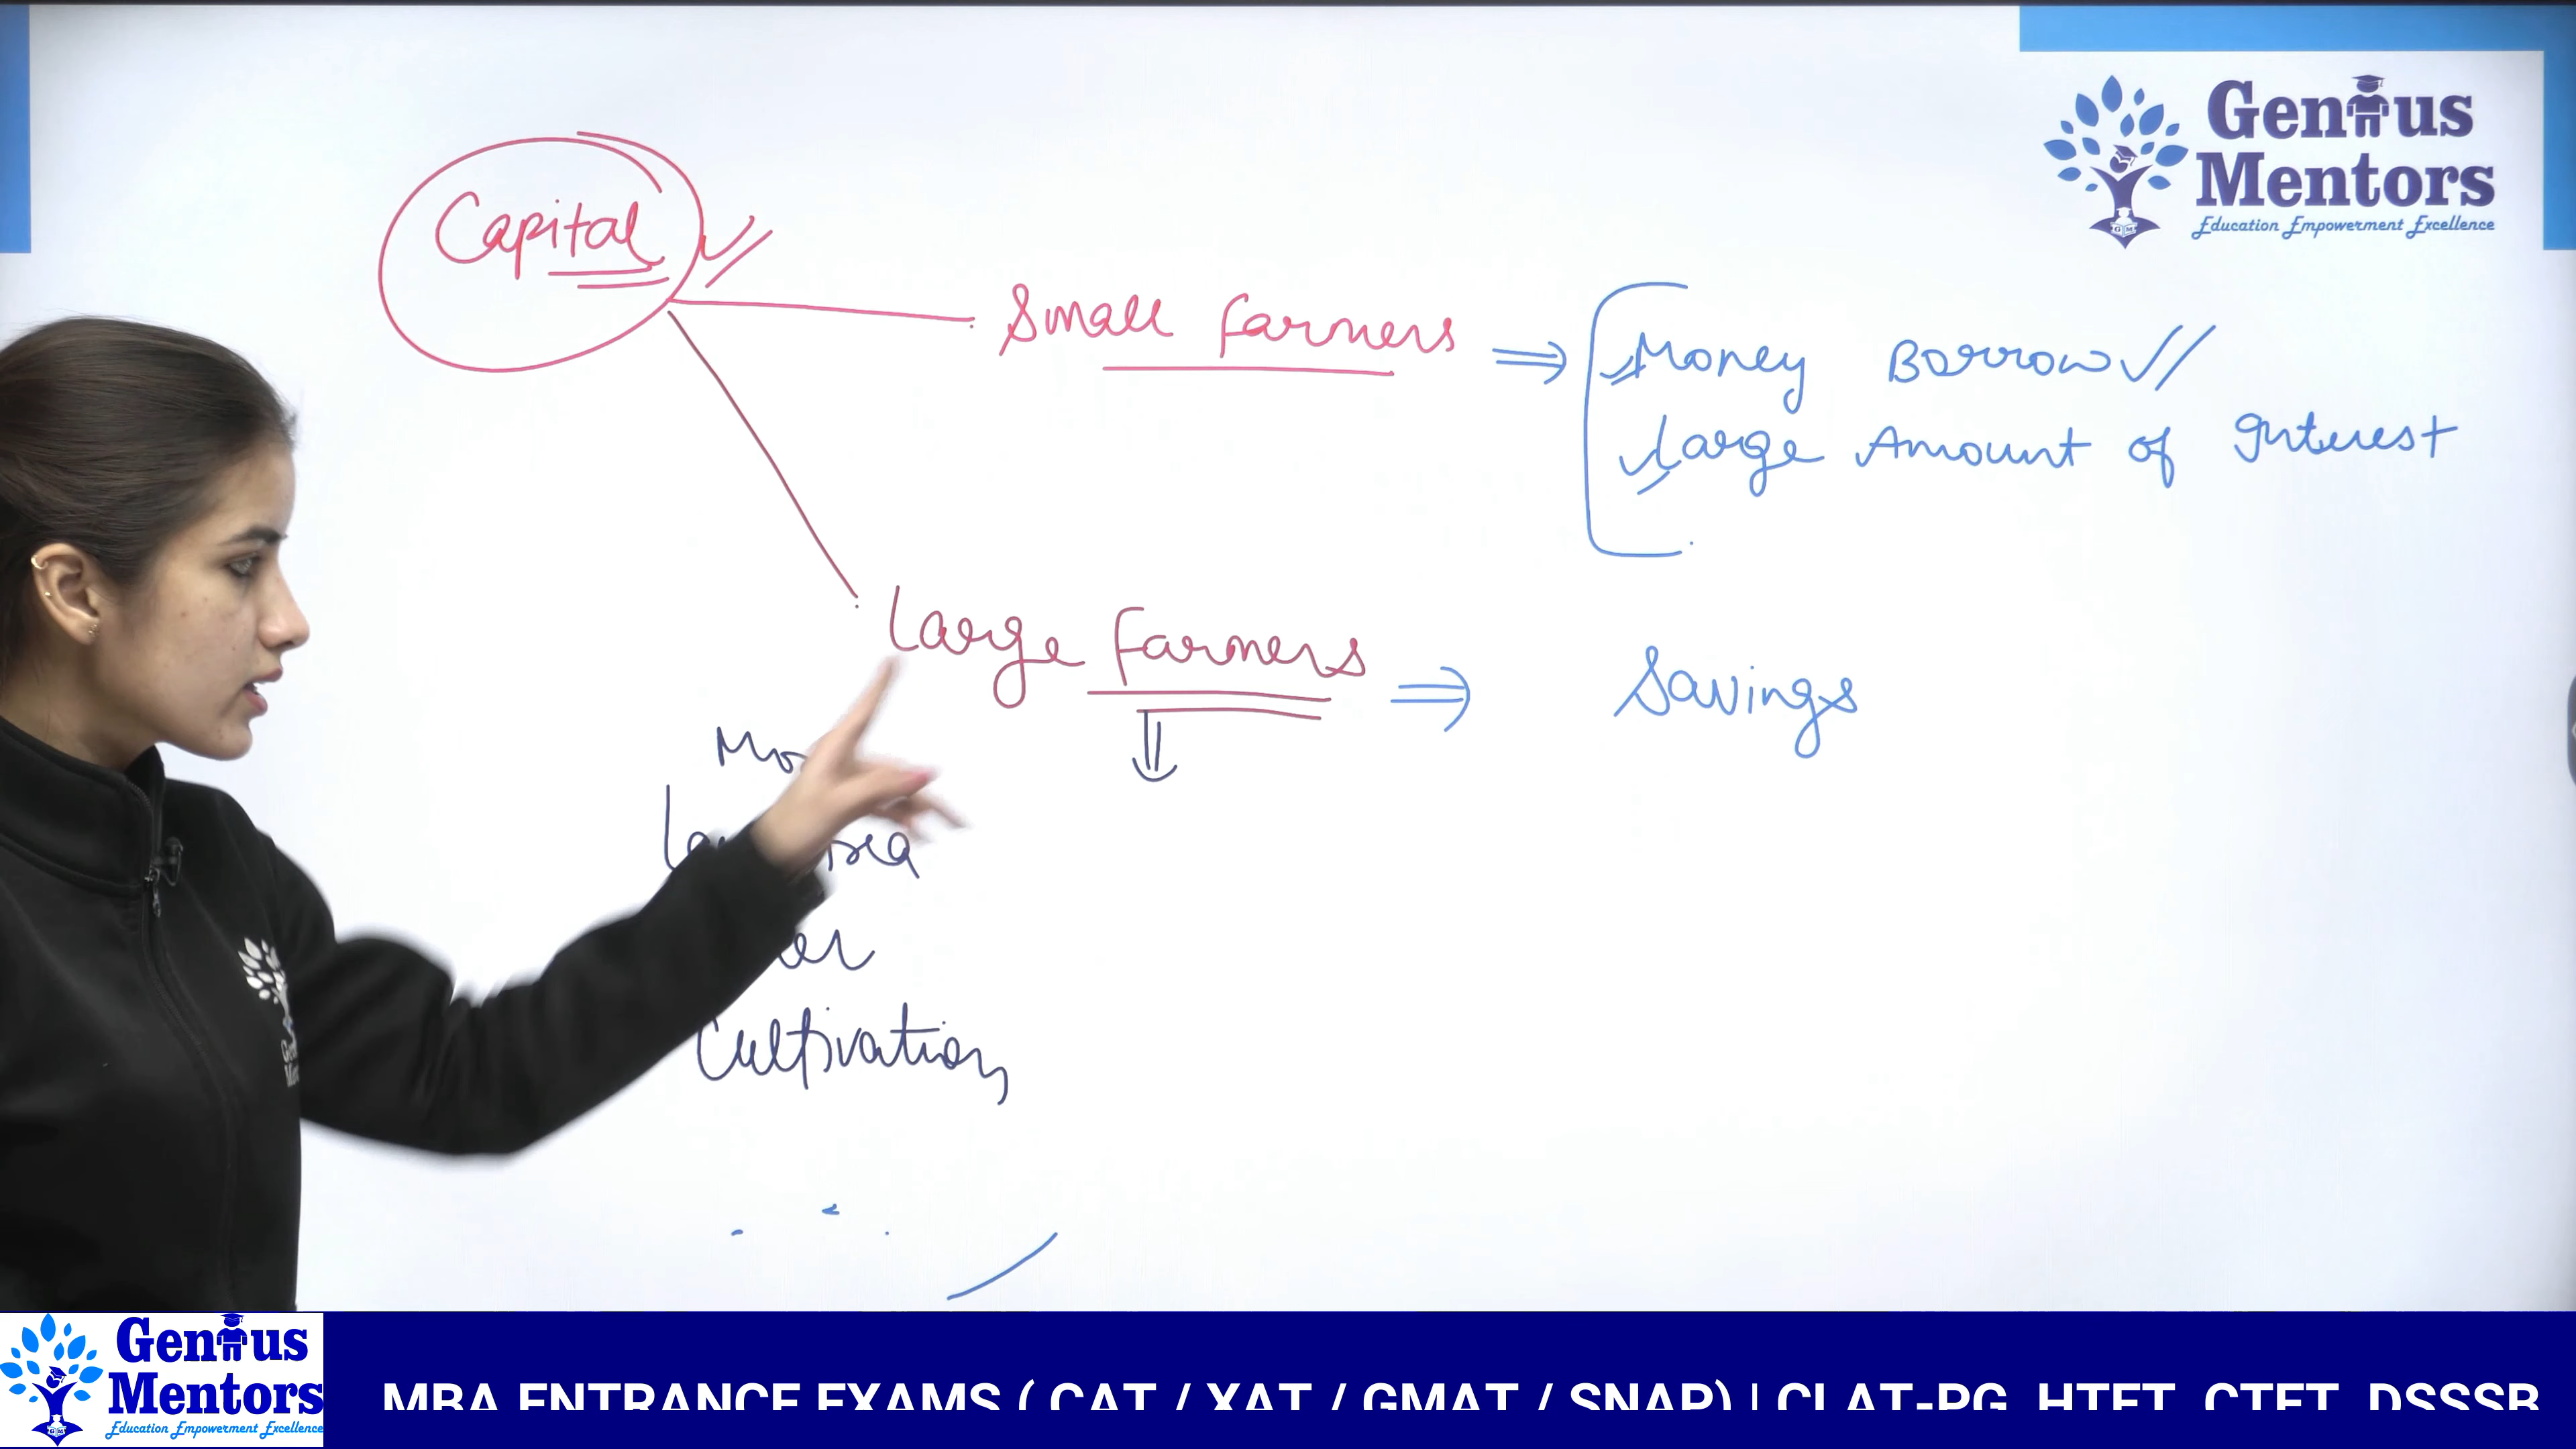 Genius
Mentors
Education Empowerment Excellence
Capital
Small Farmers
Money Borrow
Large Amount of Interest
Large Farmers
Savings
Cultivation
Genius
Mentors
Education Empowerment Excellence
MBA ENTRANCE EXAMS ( CAT / XAT / GMAT / SNAP) | CLAT-PG, HTET, CTET, DSSSB